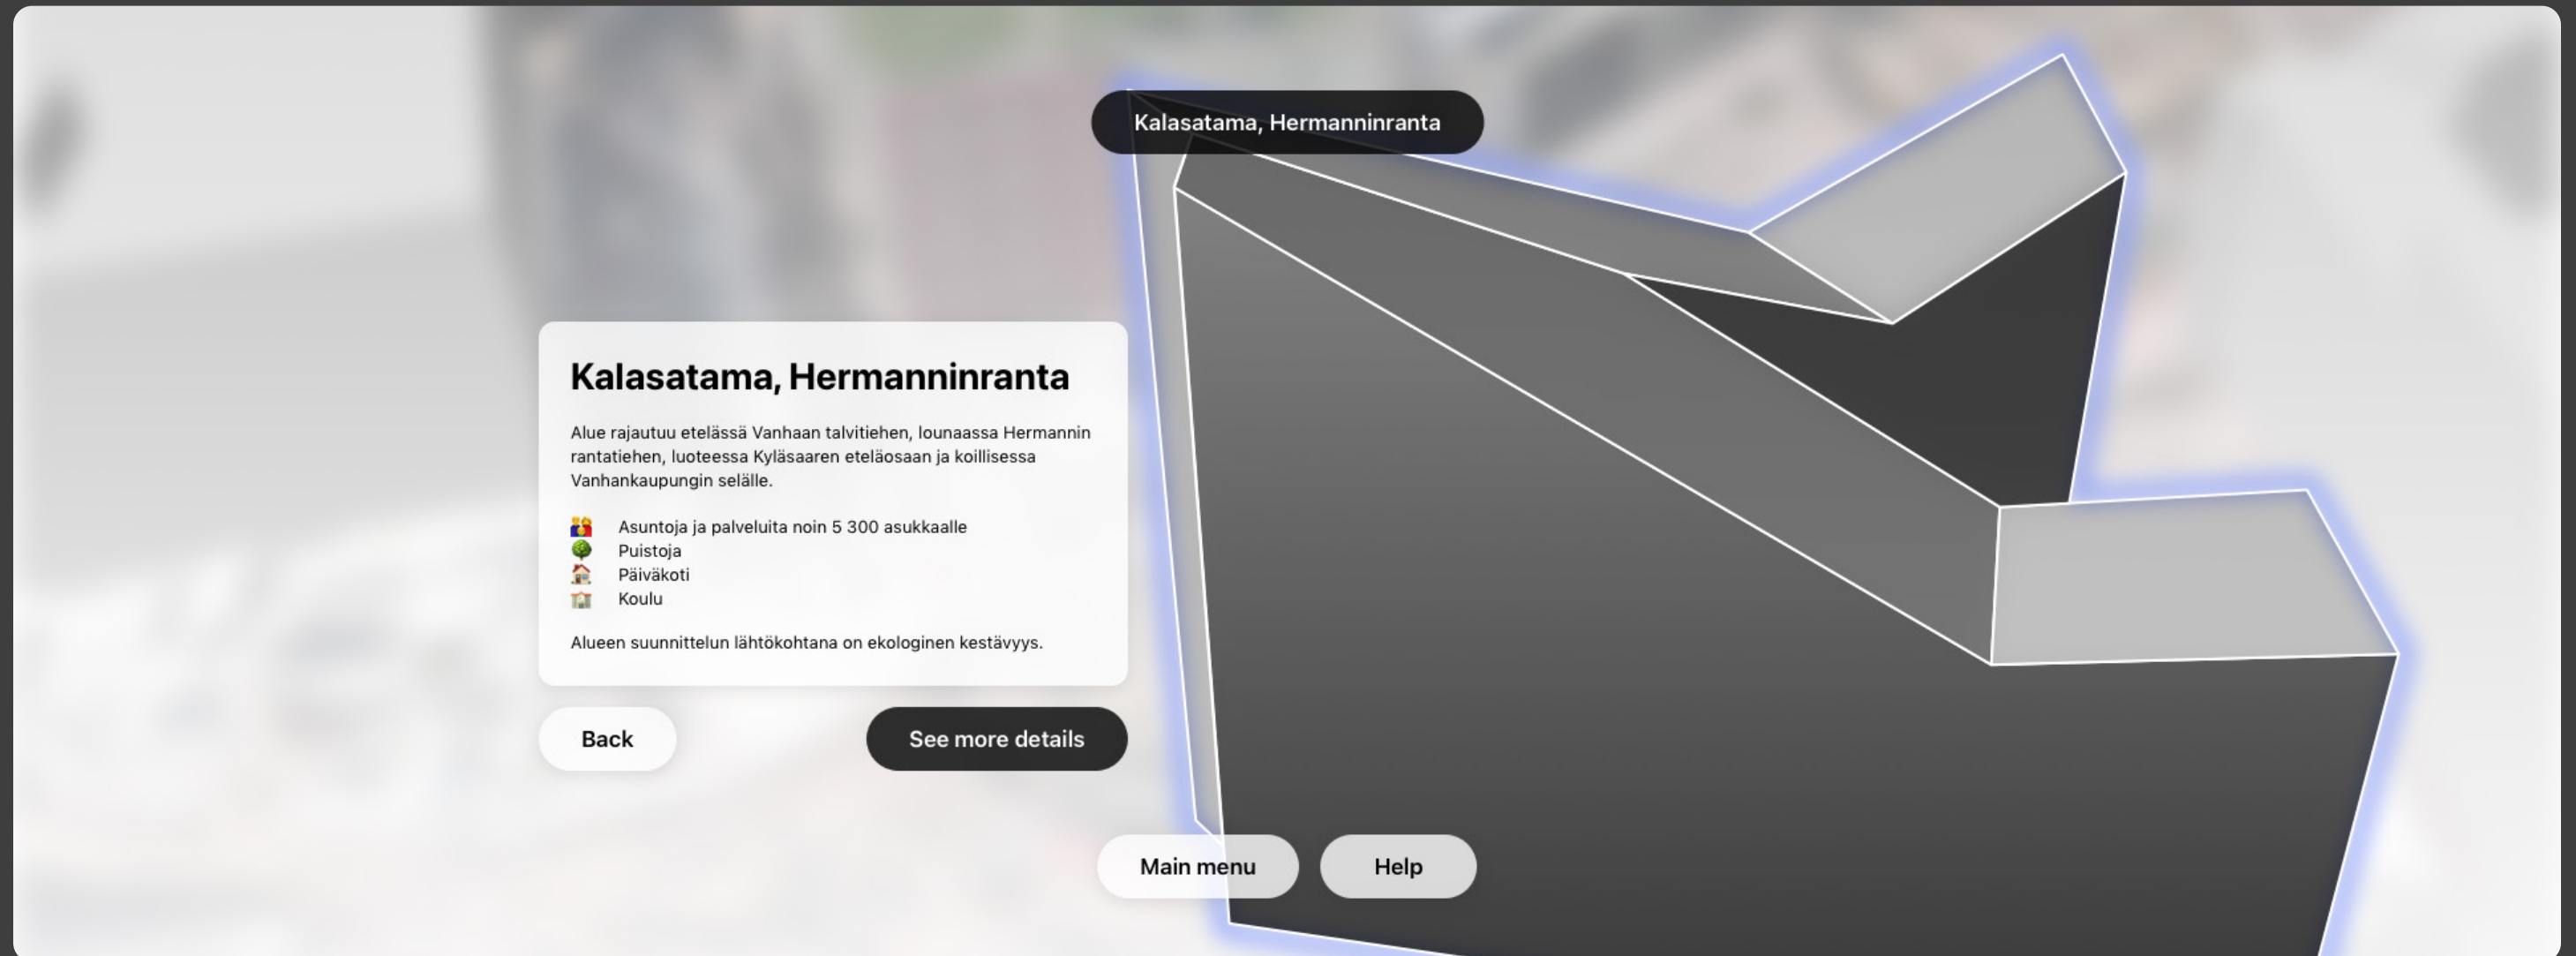 Kalasatama, Hermanninranta
Kalasatama, Hermanninranta
Alue rajautuu etelässä Vanhaan talvitiehen, lounaassa Hermannin
rantatiehen, luoteessa Kyläsaaren eteläosaan ja koillisessa
Vanhankaupungin selälle.
Asuntoja ja palveluita noin 5 300 asukkaalle
Puistoja
Päiväkoti
Koulu
Alueen suunnittelun lähtökohtana on ekologinen kestävyys.
Back
See more details
Main menu
Help